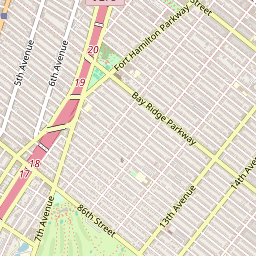 20
5th Avenue
6th Avenue
Fort Hamilton Parkway
Street
19
Bay Ridge Parkway
18
17
7th Avenue
86th Street
13th Avenue
14th Avenue